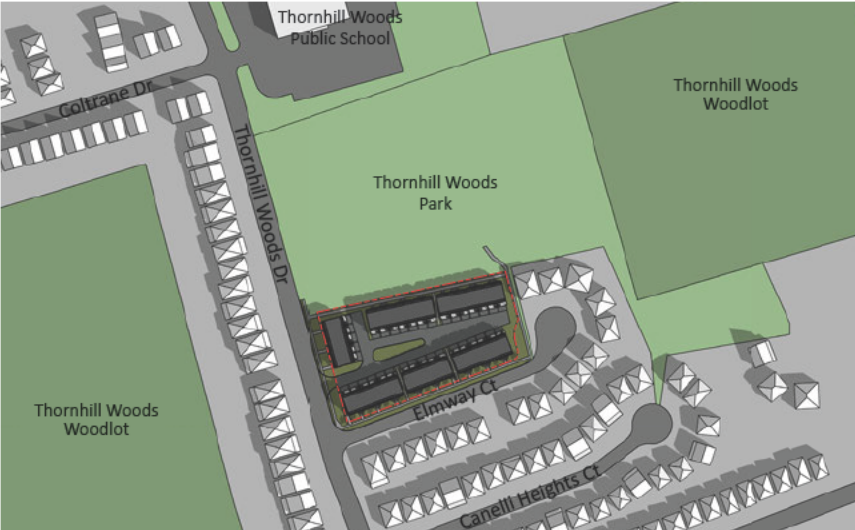 Thornhill Woods
Public School
Coltrane Dr
Thornhill Woods
Woodlot
Thornhill Woods Dr
Thornhill Woods
Park
Thornhill Woods
Woodlot
Elmway Ct
Canelli Heights Ct